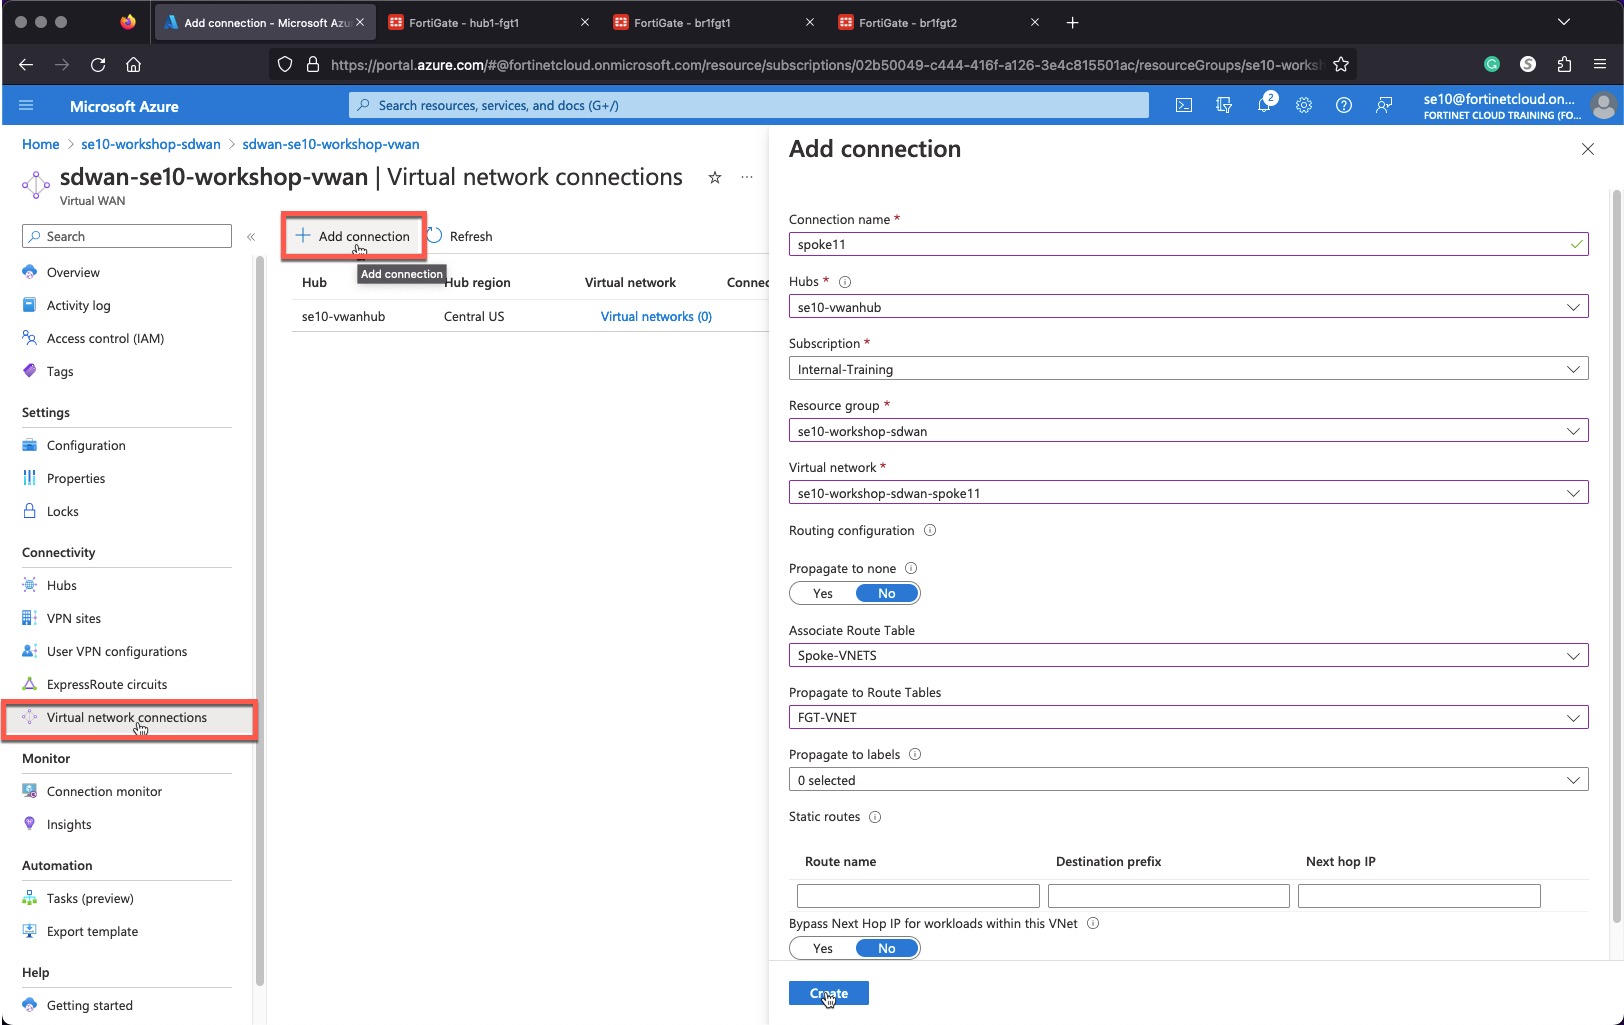 Add connection - Microsoft Azu
FortiGate - hub1-fgt1
FortiGate - br1fgt1
FortiGate - br1fgt2
https://portal.azure.com/#@fortinetcloud.onmicrosoft.com/resource/subscriptions/02b50049-c444-416f-a126-3e4c815501ac/resourceGroups/se10-worksh
Microsoft Azure
Search resources, services, and docs (G+/)
2
se10@fortinetcloud.on...
FORTINET CLOUD TRAINING (FO...
Home > se10-workshop-sdwan > sdwan-se10-workshop-vwan
sdwan-se10-workshop-vwan | Virtual network connections
Virtual WAN
Search
Overview
Activity log
Access control (IAM)
Tags
Settings
Configuration
Properties
Locks
Connectivity
Hubs
VPN sites
User VPN configurations
ExpressRoute circuits
Virtual network connections
Monitor
Connection monitor
Insights
Automation
Tasks (preview)
Export template
Help
Getting started
Add connection
Refresh
Add connection
Hub Hub region Virtual network Connec
se10-vwanhub Central US Virtual networks (0)
Add connection
Connection name *
spoke11
Hubs *
se10-vwanhub
Subscription *
Internal-Training
Resource group *
se10-workshop-sdwan
Virtual network *
se10-workshop-sdwan-spoke11
Routing configuration
Propagate to none
Yes No
Associate Route Table
Spoke-VNETS
Propagate to Route Tables
FGT-VNET
Propagate to labels
0 selected
Static routes
Route name Destination prefix Next hop IP
Bypass Next Hop IP for workloads within this VNet
Yes No
Create